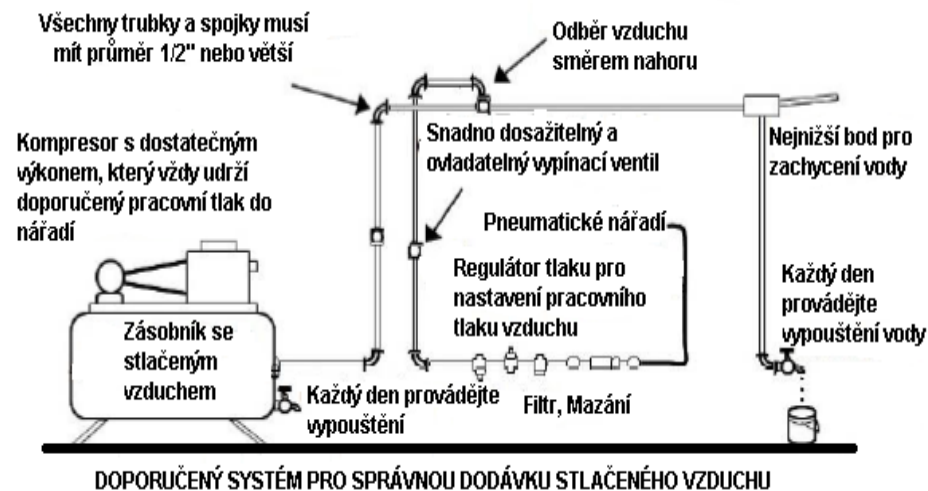 Všechny trubky a spojky musí
mít průměr 1/2" nebo větší
Odběr vzduchu
směrem nahoru
Kompresor s dostatečným
výkonem, který vždy udrží
doporučený pracovní tlak do
nářadí
Snadno dosažitelný a
ovladatelný vypínací ventil
Nejnižší bod pro
zachycení vody
Pneumatické nářadí
Regulátor tlaku pro
nastavení pracovního
tlaku vzduchu
Každý den
provádějte
vypouštění vody
Zásobník se
stlačeným
vzduchem
Každý den provádějte
vypouštění
Filtr, Mazání
DOPORUČENÝ SYSTÉM PRO SPRÁVNOU DODÁVKU STLAČENÉHO VZDUCHU